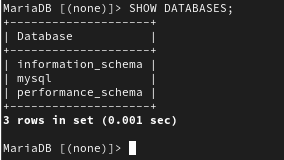 MariaDB [(none)]> SHOW DATABASES;
+--------------------+
| Database           |
+--------------------+
| information_schema |
| mysql              |
| performance_schema |
+--------------------+
3 rows in set (0.001 sec)
MariaDB [(none)]>